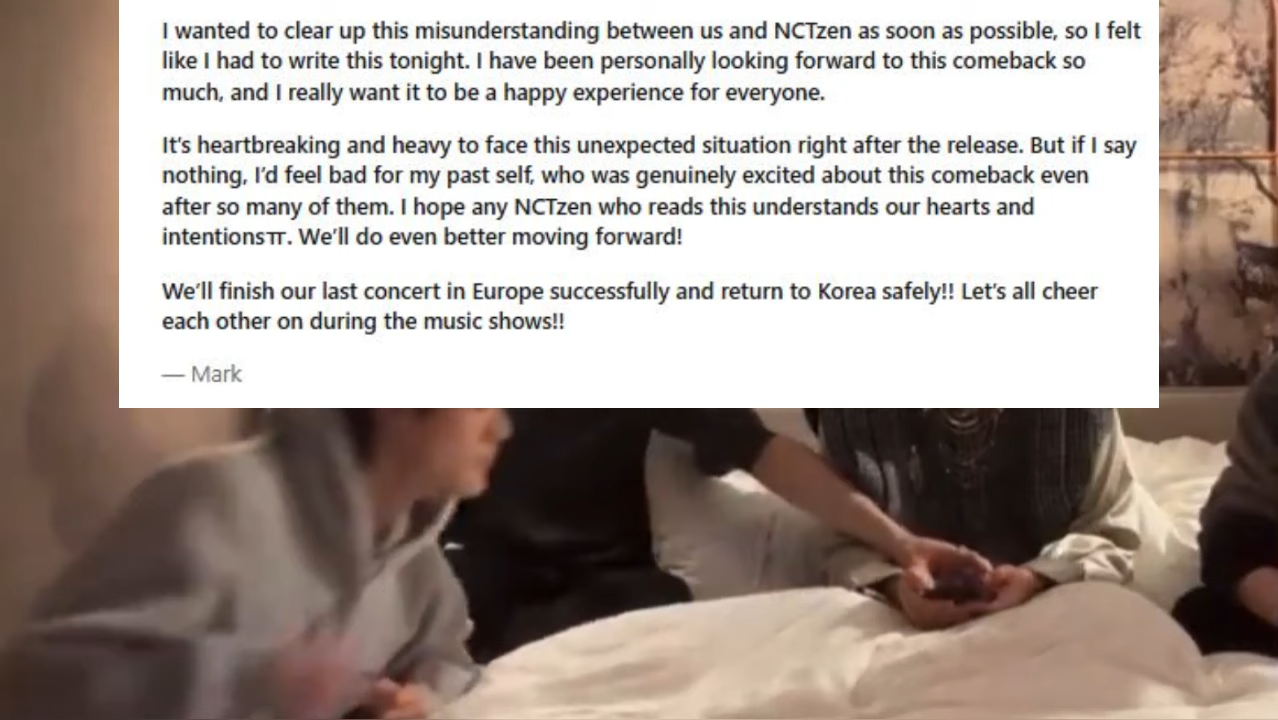 I wanted to clear up this misunderstanding between us and NCTzen as soon as possible, so I felt
like I had to write this tonight. I have been personally looking forward to this comeback so
much, and I really want it to be a happy experience for everyone.
It's heartbreaking and heavy to face this unexpected situation right after the release. But if I say
nothing, I'd feel bad for my past self, who was genuinely excited about this comeback even
after so many of them. I hope any NCTzen who reads this understands our hearts and
intentionsㅠ. We'll do even better moving forward!
We'll finish our last concert in Europe successfully and return to Korea safely!! Let's all cheer
each other on during the music shows!!
— Mark